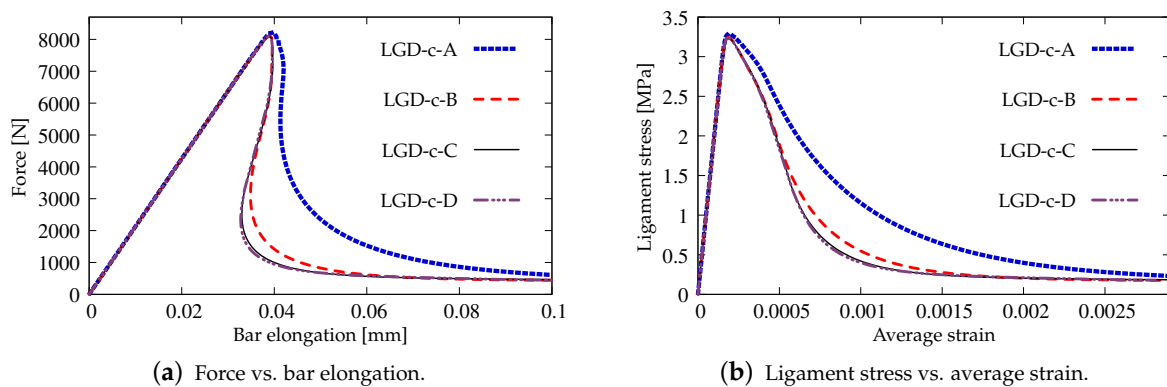 8000
7000
6000
5000
4000
3000
2000
1000
0
Force [N]
LGD-c-A
LGD-c-B
LGD-c-C
LGD-c-D
0
0.02
0.04
0.06
0.08
0.1
Bar elongation [mm]
(a) Force vs. bar elongation.
3.5
3
2.5
2
1.5
1
0.5
0
Ligament stress [MPa]
LGD-c-A
LGD-c-B
LGD-c-C
LGD-c-D
0
0.0005
0.001
0.0015
0.002
0.0025
Average strain
(b) Ligament stress vs. average strain.